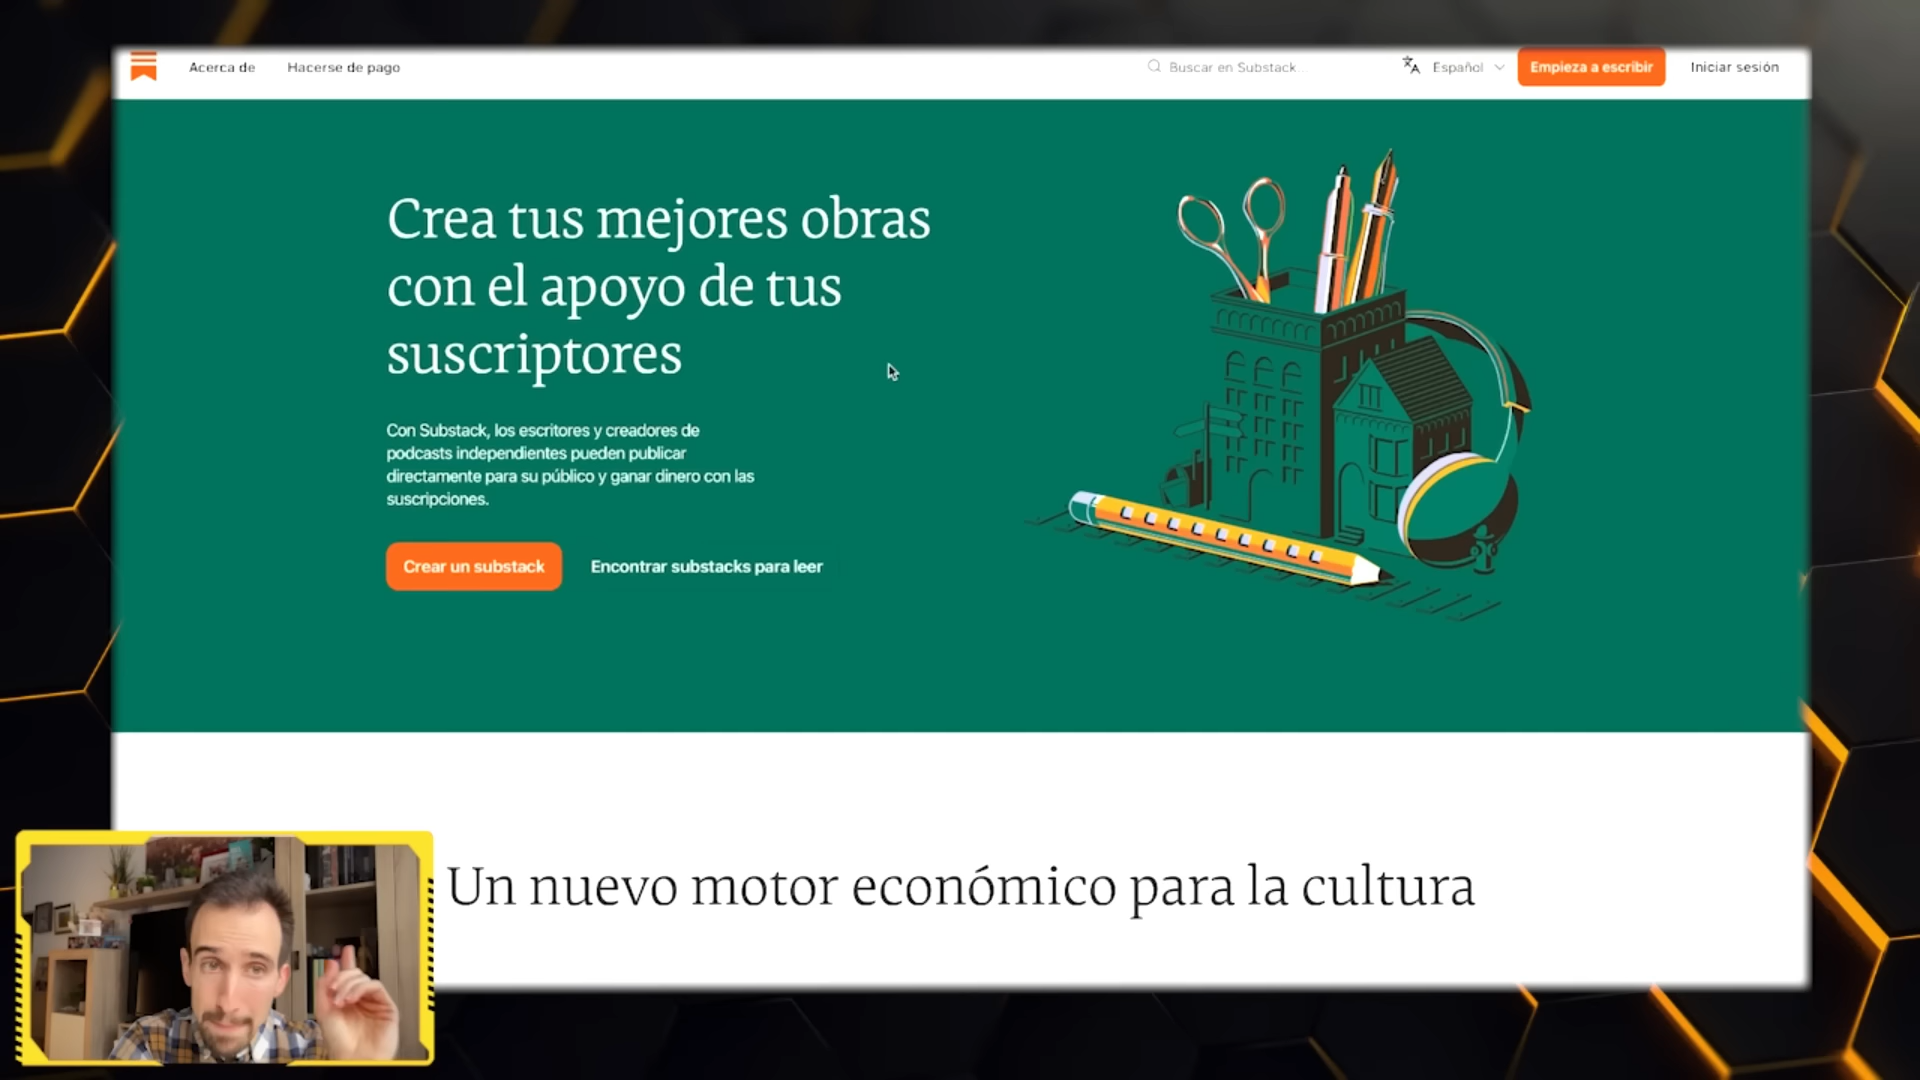 Acerca de
Hacerse de pago
Buscar en Substack...
Español
Empieza a escribir
Iniciar sesión
Crea tus mejores obras
con el apoyo de tus
suscriptores
Con Substack, los escritores y creadores de
podcasts independientes pueden publicar
directamente para su público y ganar dinero con las
suscripciones.
Crear un substack
Encontrar substacks para leer
Un nuevo motor económico para la cultura